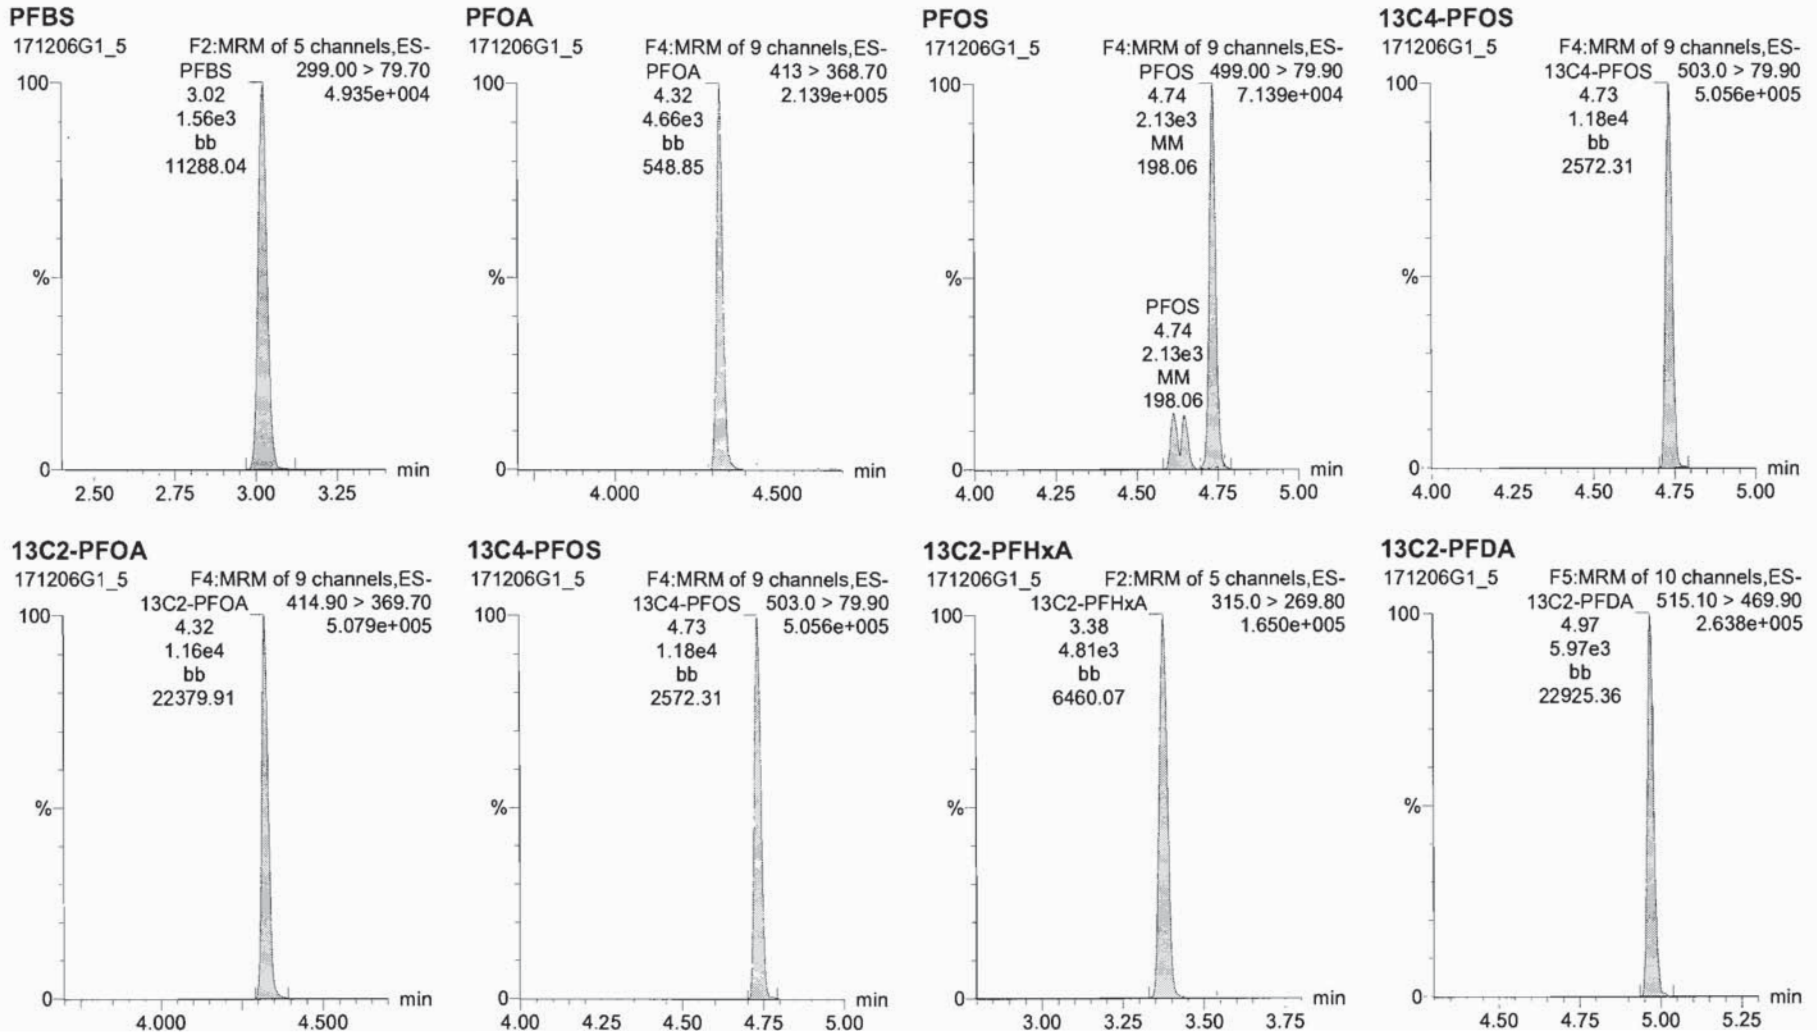 PFBS
171206G1_5
F2:MRM of 5 channels,ES-
PFBS
299.00 > 79.70
3.02
4.935e+004
1.56e3
bb
11288.04
100
%
0
min
2.50
2.75
3.00
3.25
PFOA
171206G1_5
F4:MRM of 9 channels,ES-
PFOA
413 > 368.70
4.32
2.139e+005
4.66e3
bb
548.85
100
%
0
min
4.000
4.500
PFOS
171206G1_5
F4:MRM of 9 channels,ES-
PFOS
499.00 > 79.90
4.74
7.139e+004
2.13e3
MM
198.06
100
%
PFOS
4.74
2.13e3
MM
198.06
0
min
4.00
4.25
4.50
4.75
5.00
13C4-PFOS
171206G1_5
F4:MRM of 9 channels,ES-
13C4-PFOS
503.0 > 79.90
4.73
5.056e+005
1.18e4
bb
2572.31
100
%
0
min
4.00
4.25
4.50
4.75
5.00
13C2-PFOA
171206G1_5
F4:MRM of 9 channels,ES-
13C2-PFOA
414.90 > 369.70
4.32
5.079e+005
1.16e4
bb
22379.91
100
%
0
min
4.000
4.500
13C4-PFOS
171206G1_5
F4:MRM of 9 channels,ES-
13C4-PFOS
503.0 > 79.90
4.73
5.056e+005
1.18e4
bb
2572.31
100
%
0
min
4.00
4.25
4.50
4.75
5.00
13C2-PFHxA
171206G1_5
F2:MRM of 5 channels,ES-
13C2-PFHxA
315.0 > 269.80
3.38
1.650e+005
4.81e3
bb
6460.07
100
%
0
min
3.00
3.25
3.50
3.75
13C2-PFDA
171206G1_5
F5:MRM of 10 channels,ES-
13C2-PFDA
515.10 > 469.90
4.97
2.638e+005
5.97e3
bb
22925.36
100
%
0
min
4.50
4.75
5.00
5.25